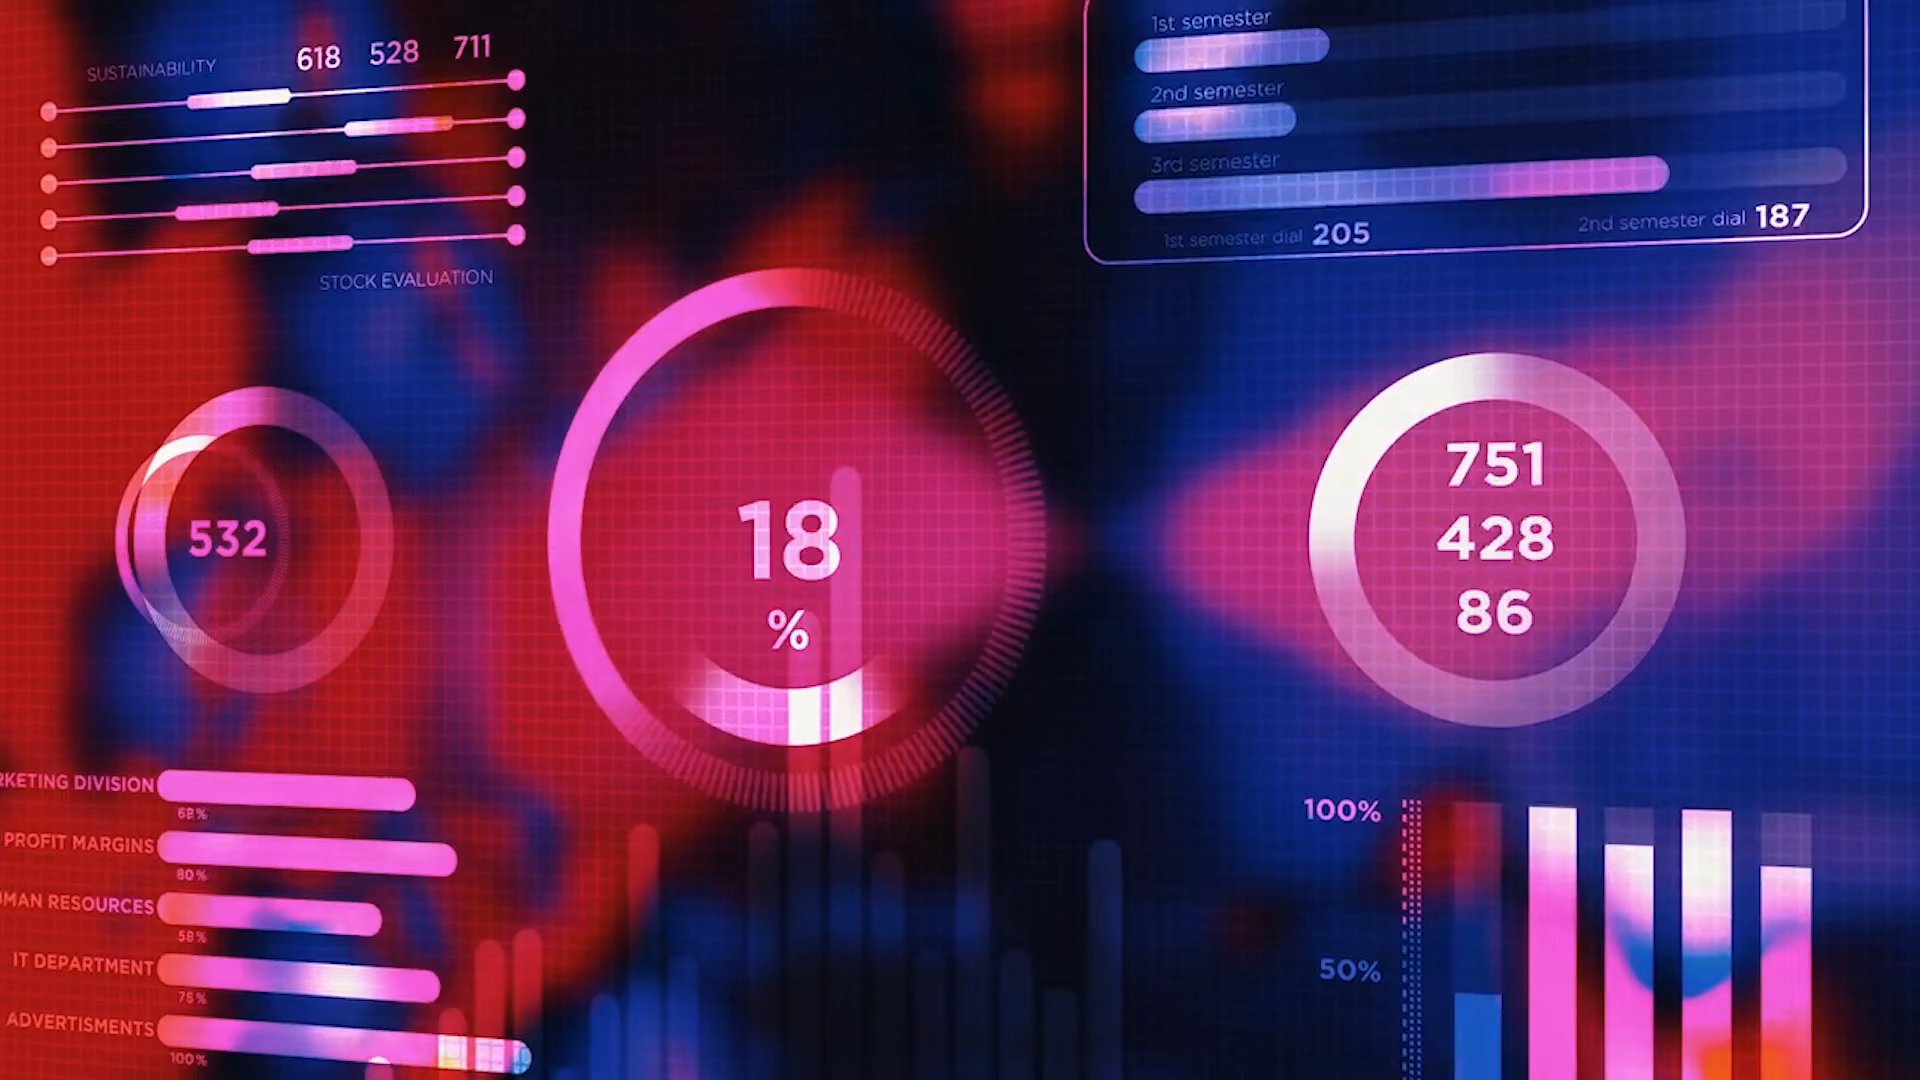 SUSTAINABILITY 618 528 711
STOCK EVALUATION
1st semester
2nd semester
3rd semester
1st semester dial 205
2nd semester dial 187
532
18
%
751
428
86
RKETING DIVISION
68%
PROFIT MARGINS
80%
UMAN RESOURCES
58%
IT DEPARTMENT
75%
ADVERTISMENTS
100%
100%
50%